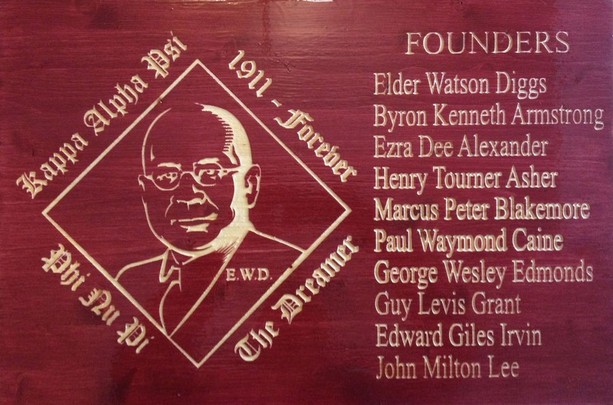 Kappa Alpha Psi
1911 - Forever
Phi Nu Pi
E.W.D.
The Dreamer
FOUNDERS
Elder Watson Diggs
Byron Kenneth Armstrong
Ezra Dee Alexander
Henry Tourner Asher
Marcus Peter Blakemore
Paul Waymond Caine
George Wesley Edmonds
Guy Levis Grant
Edward Giles Irvin
John Milton Lee